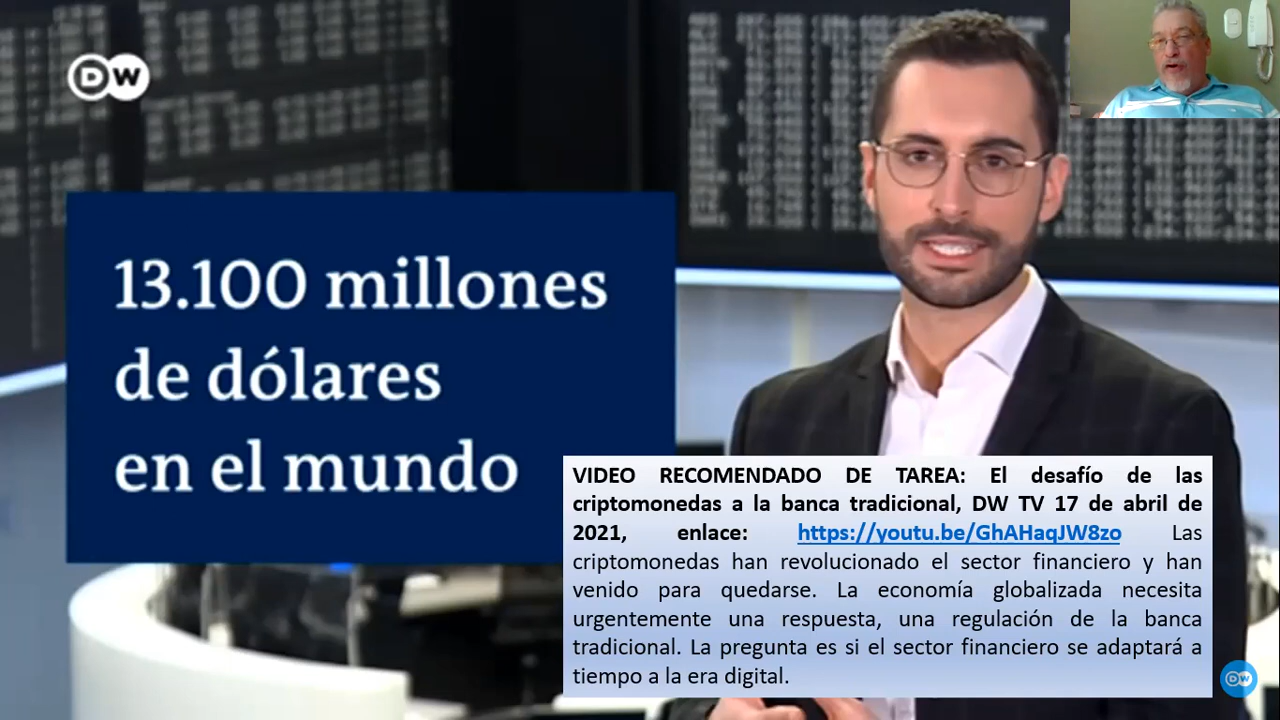 DW
13.100 millones
de dólares
en el mundo
VIDEO RECOMENDADO DE TAREA: El desafío de las
criptomonedas a la banca tradicional, DW TV 17 de abril de
2021, enlace: https://youtu.be/GhAHaqJW8zo Las
criptomonedas han revolucionado el sector financiero y han
venido para quedarse. La economía globalizada necesita
urgentemente una respuesta, una regulación de la banca
tradicional. La pregunta es si el sector financiero se adaptará a
tiempo a la era digital.
DW